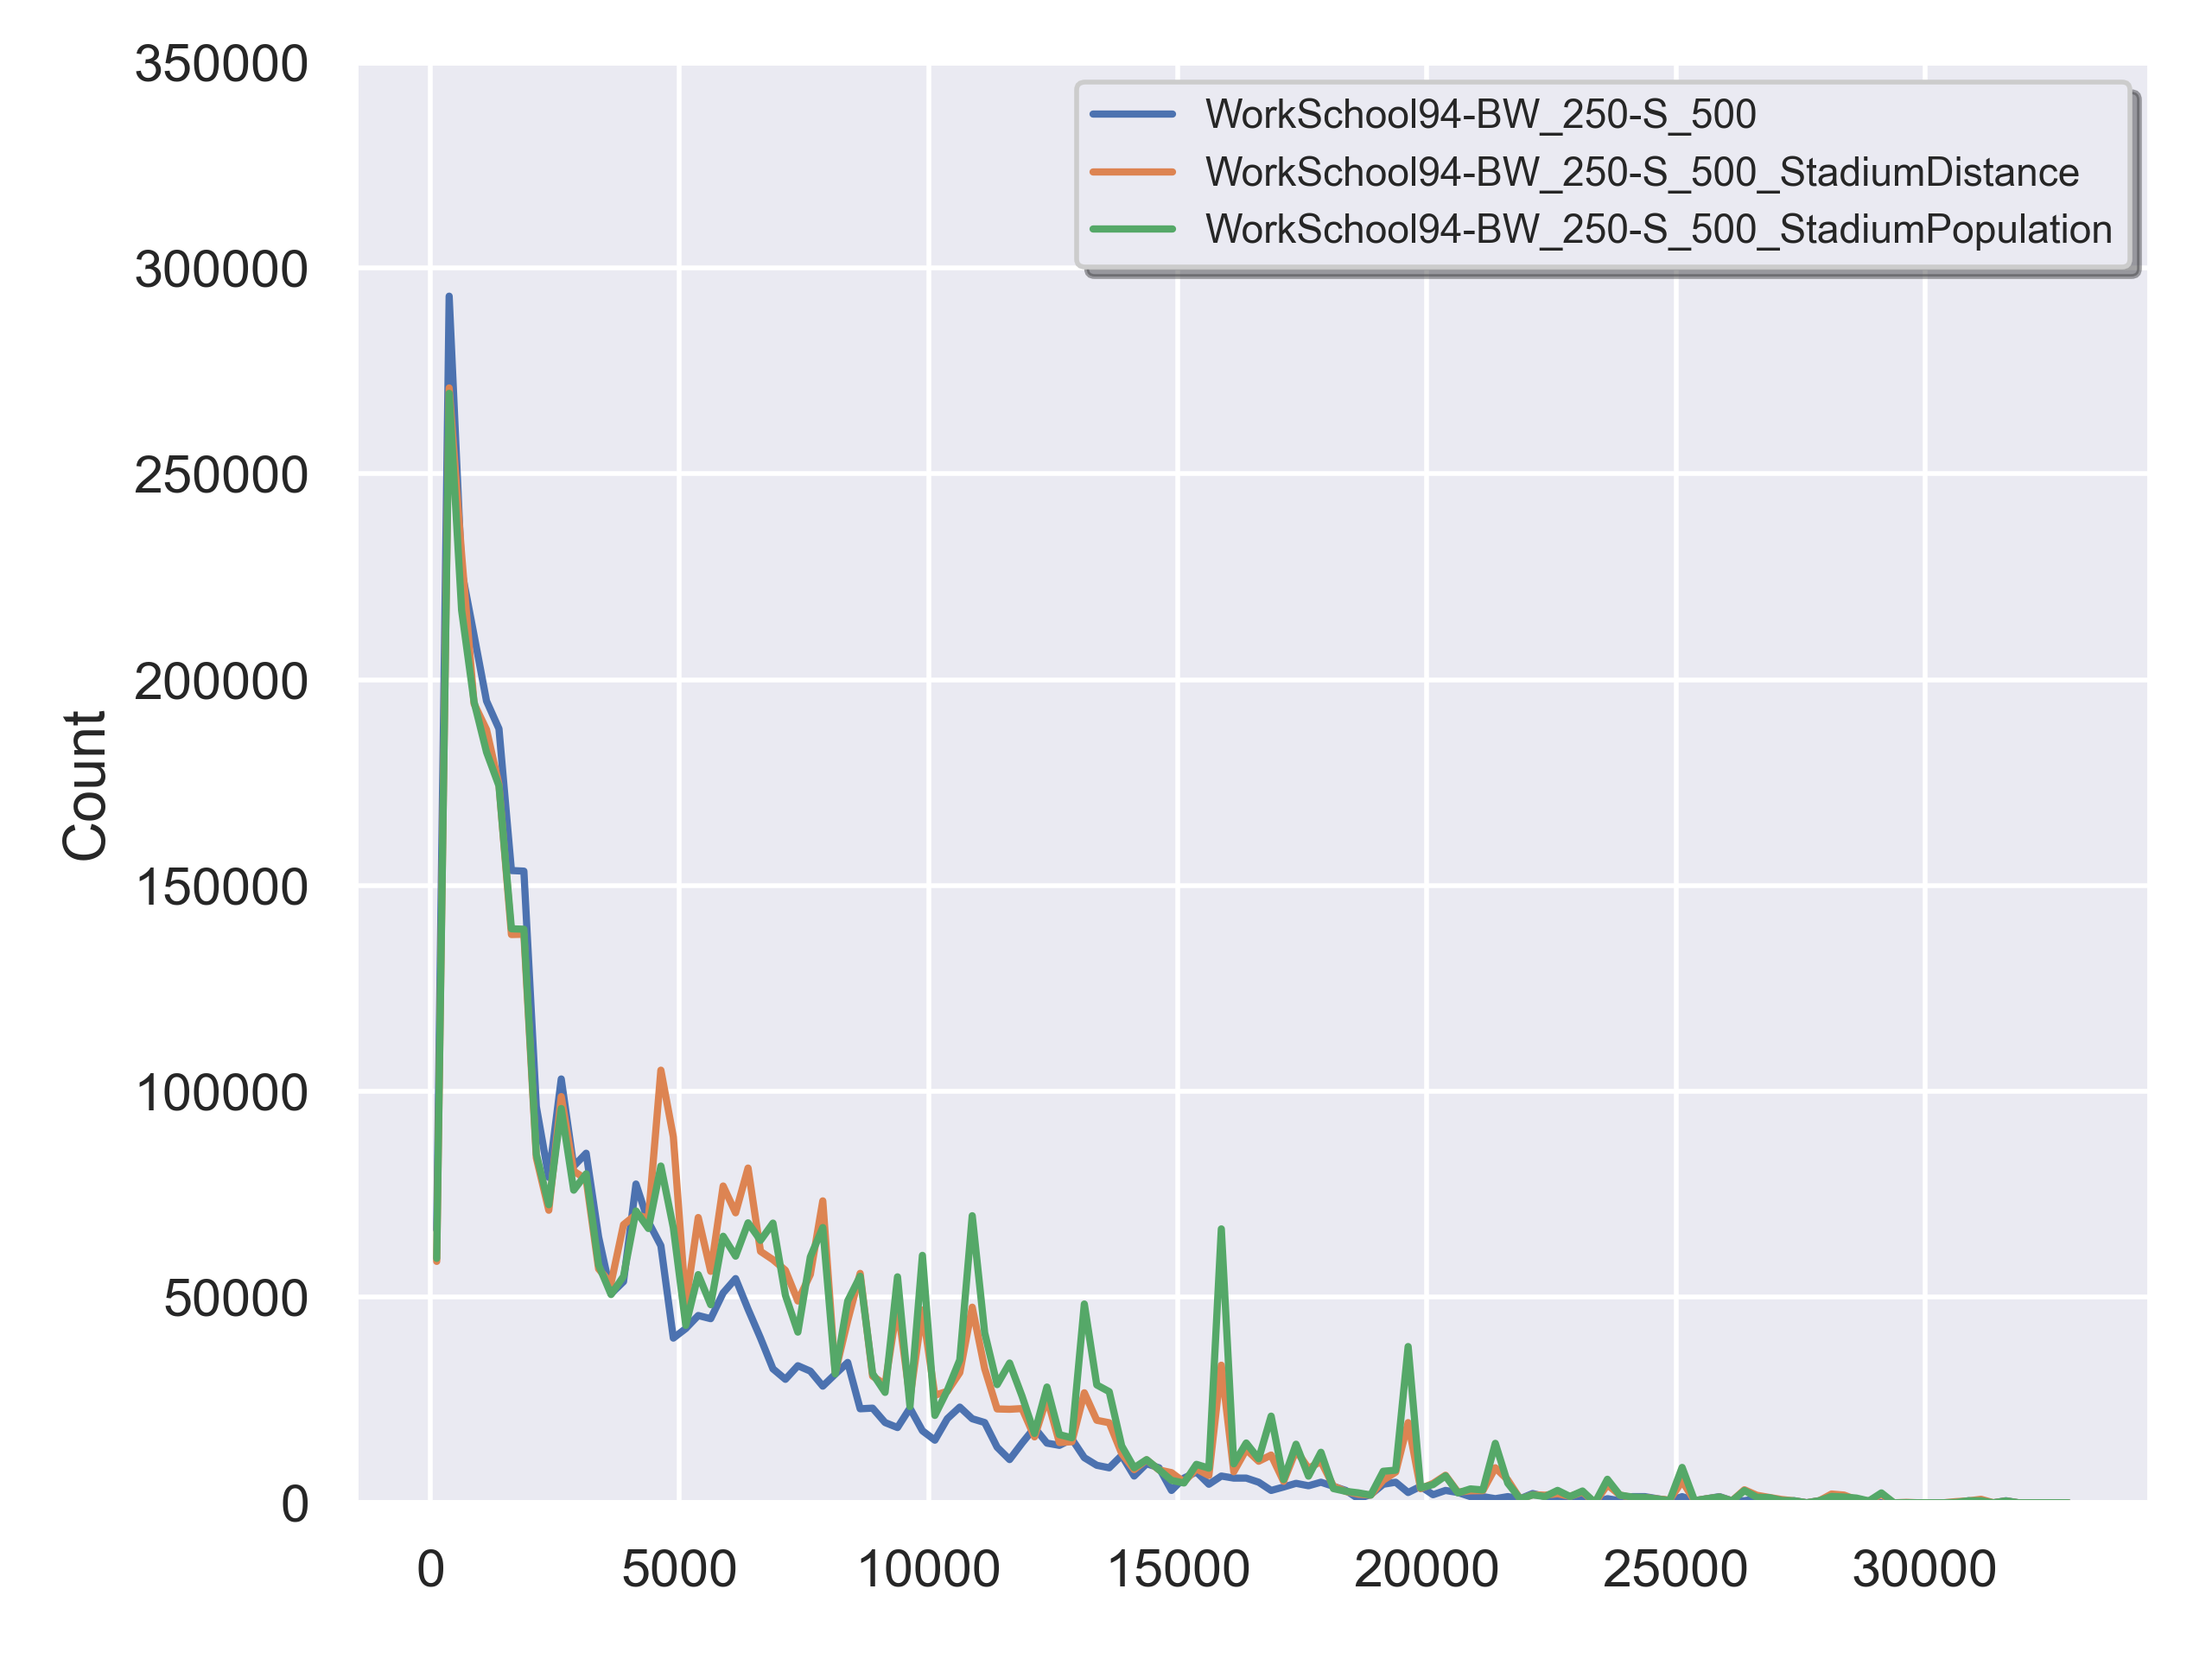 350000
300000
250000
200000
150000
100000
50000
0
Count
WorkSchool94-BW_250-S_500
WorkSchool94-BW_250-S_500_StadiumDistance
WorkSchool94-BW_250-S_500_StadiumPopulation
0 5000 10000 15000 20000 25000 30000